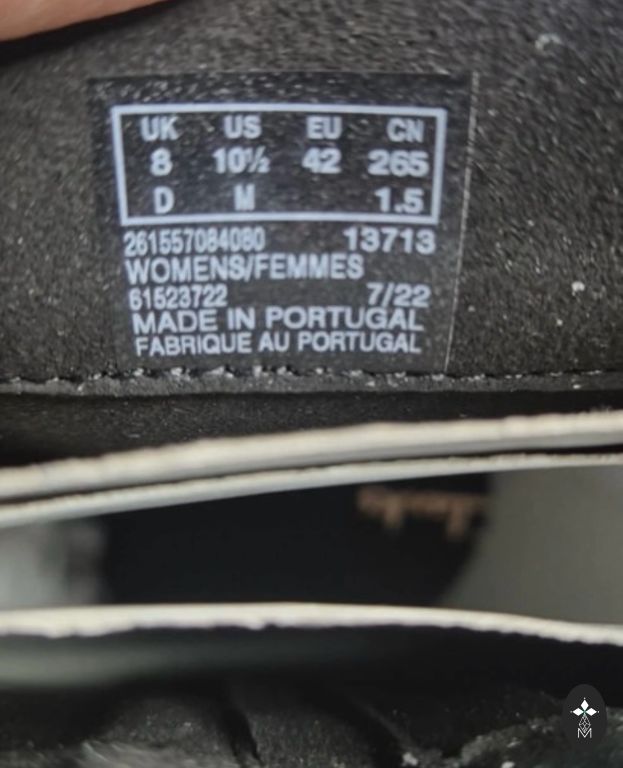 UK US EU CN
8 10½ 42 265
D M 1.5
261557084080 13713
WOMENS/FEMMES
61523722 7/22
MADE IN PORTUGAL
FABRIQUE AU PORTUGAL
M